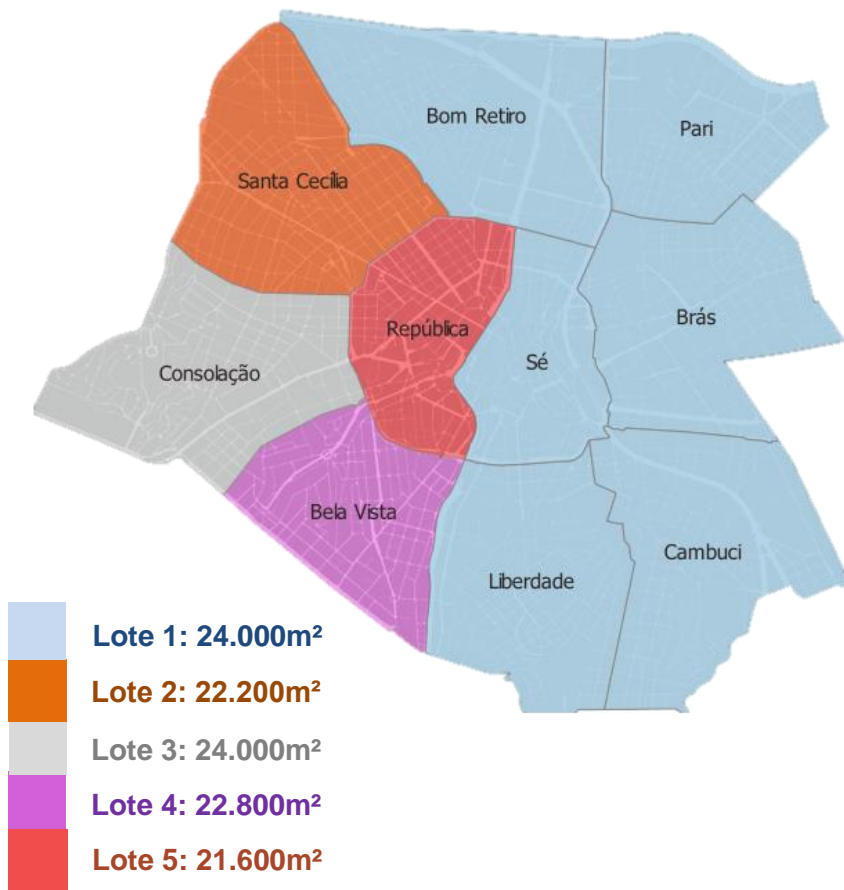 Bom Retiro
Pari
Santa Cecília
Brás
República
Sé
Consolação
Bela Vista
Cambuci
Liberdade
Lote 1: 24.000m²
Lote 2: 22.200m²
Lote 3: 24.000m²
Lote 4: 22.800m²
Lote 5: 21.600m²